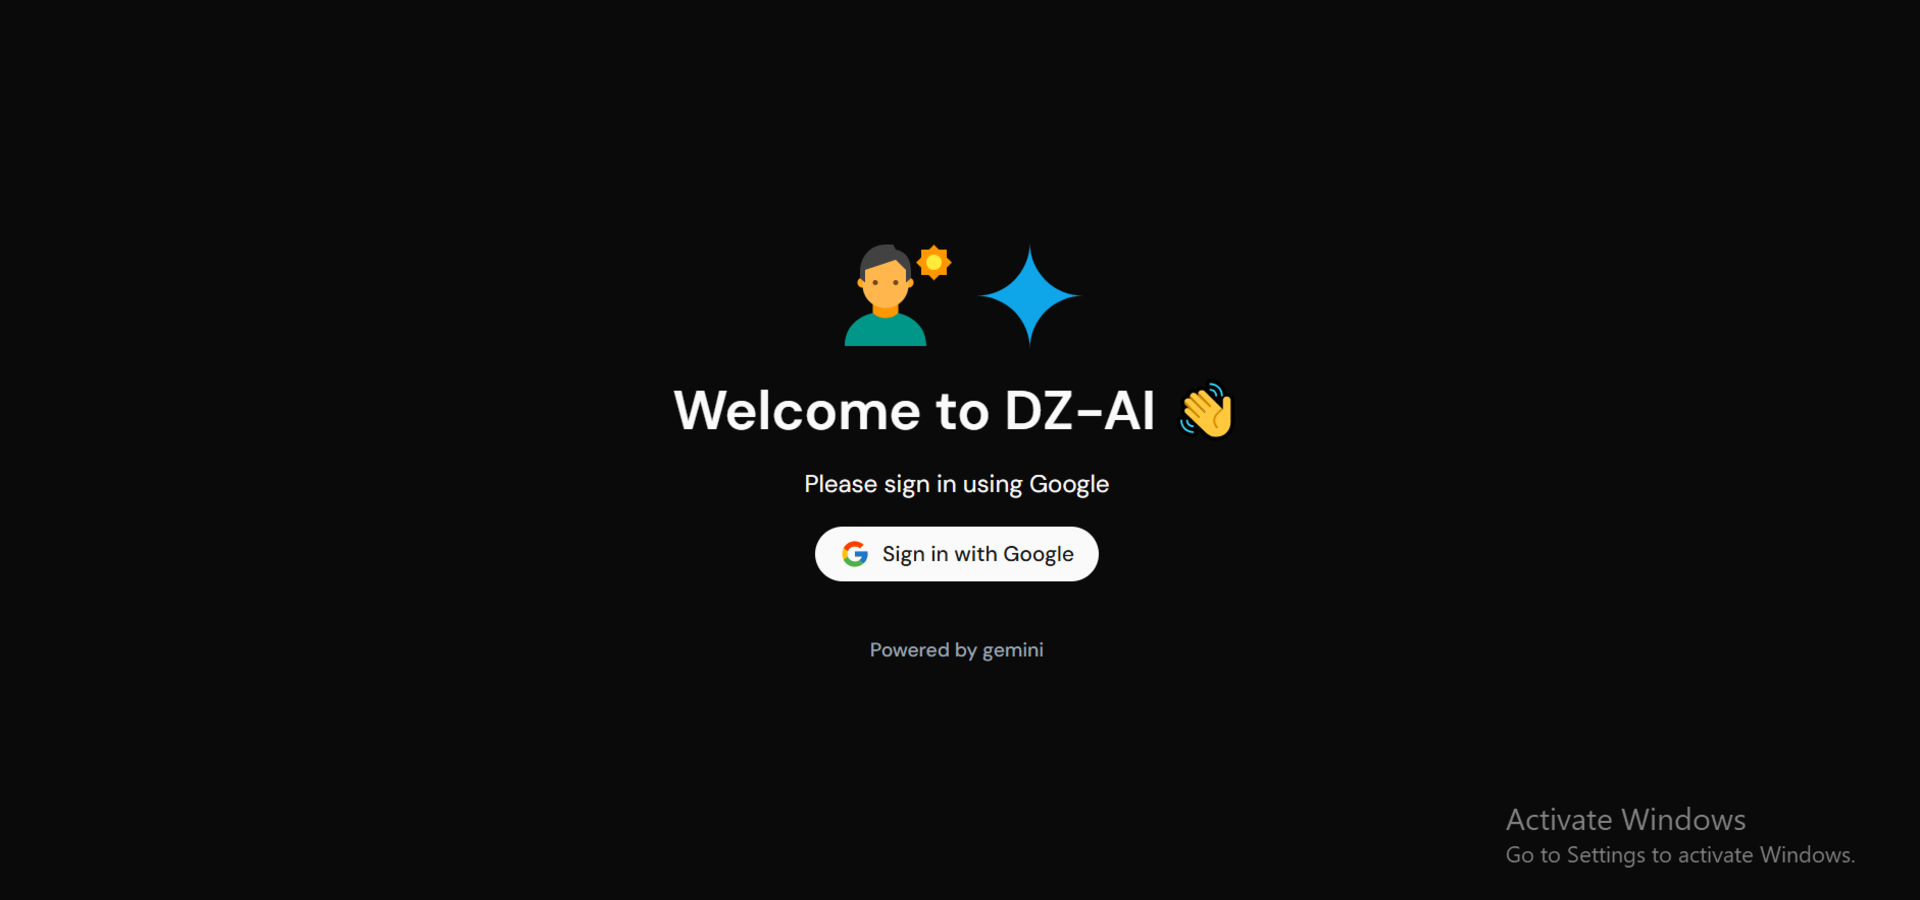 Welcome to DZ-AI 👋
Please sign in using Google
Sign in with Google
Powered by gemini
Activate Windows
Go to Settings to activate Windows.